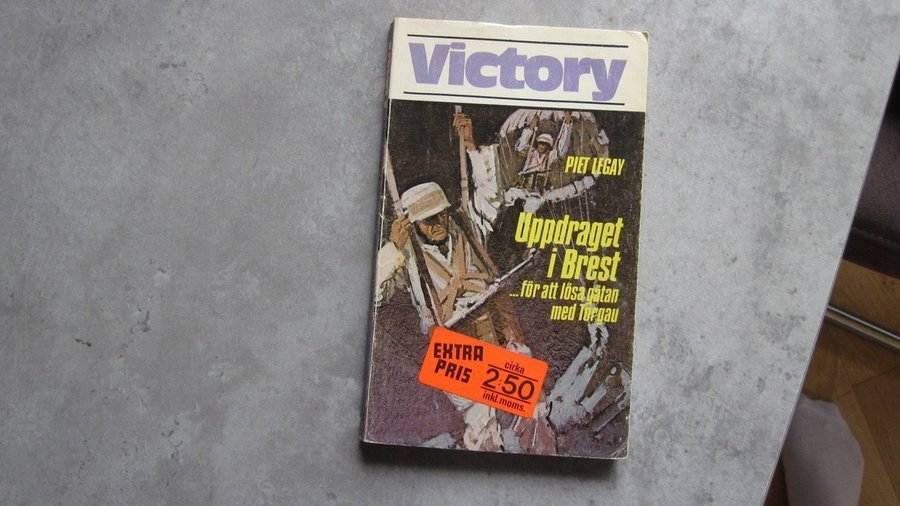 Victory
PIET LEGAY
Uppdraget
i Brest
...för att lösa gåtan
med Torgau
EXTRA
PRIS
cirka
2:50
inkl. moms.